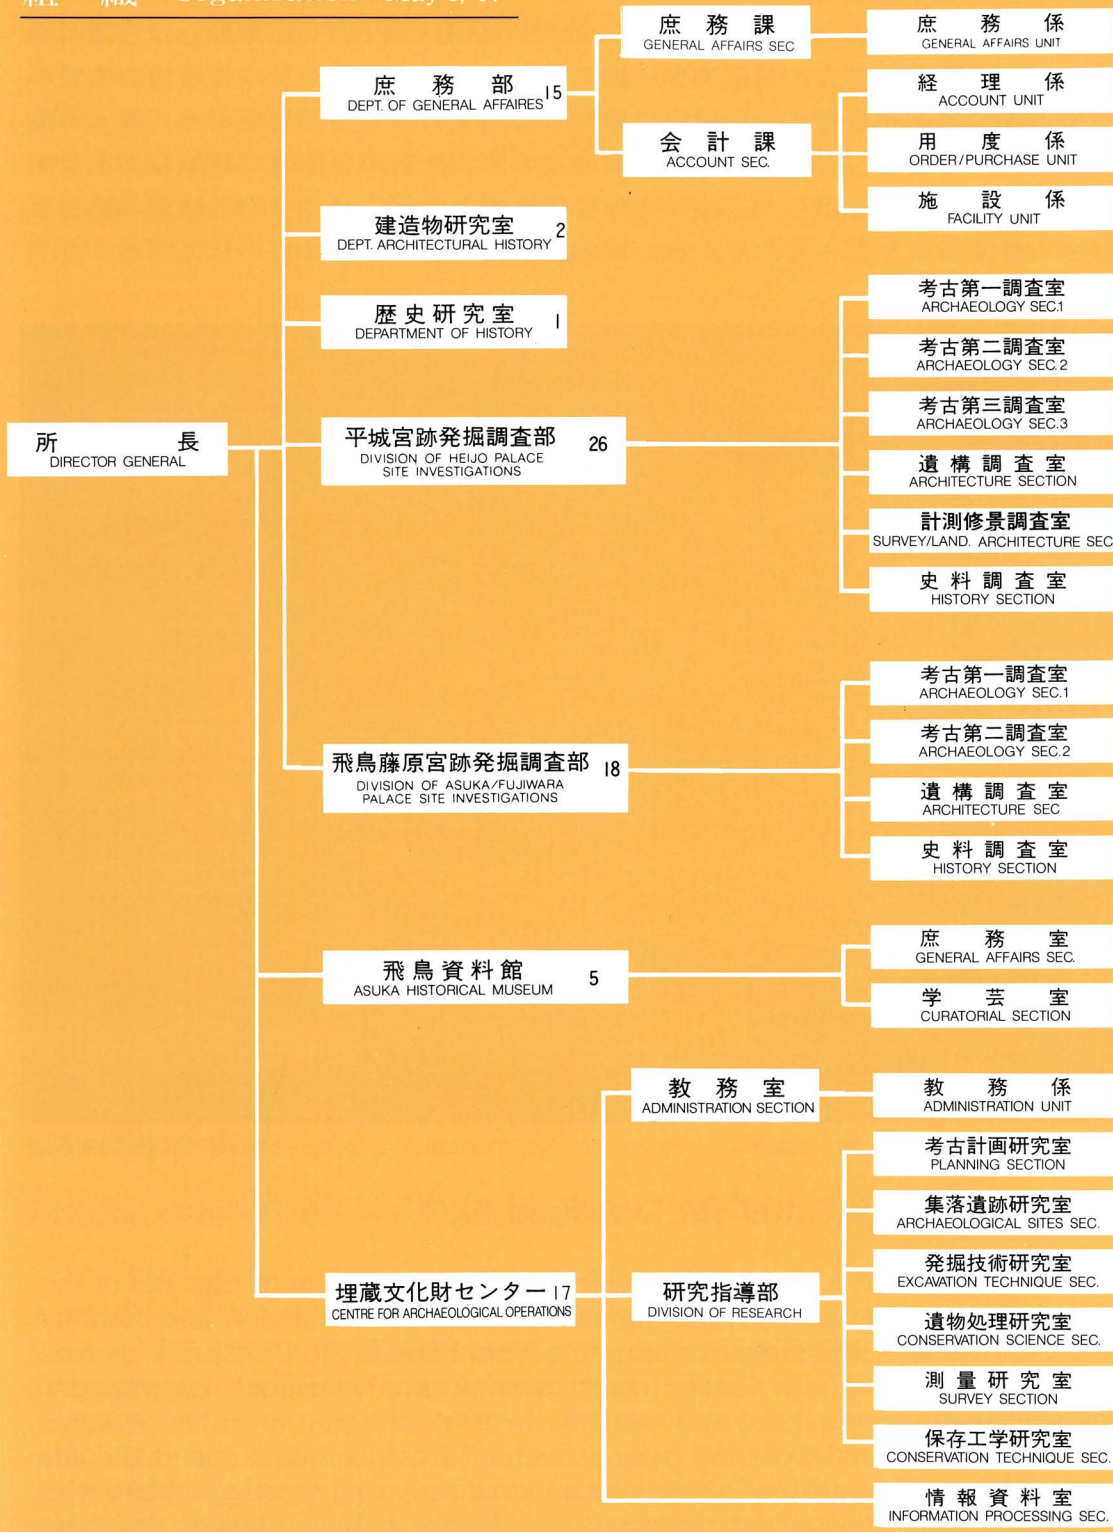 組織
庶務課
GENERAL AFFAIRS SEC
庶務係
GENERAL AFFAIRS UNIT
庶務部 15
DEPT. OF GENERAL AFFAIRES
経理係
ACCOUNT UNIT
会計課
ACCOUNT SEC.
用度係
ORDER/PURCHASE UNIT
施設係
FACILITY UNIT
建造物研究室 2
DEPT. ARCHITECTURAL HISTORY
歴史研究室 1
DEPARTMENT OF HISTORY
所長
DIRECTOR GENERAL
平城宮跡発掘調査部 26
DIVISION OF HEIJO PALACE
SITE INVESTIGATIONS
考古第一調査室
ARCHAEOLOGY SEC.1
考古第二調査室
ARCHAEOLOGY SEC.2
考古第三調査室
ARCHAEOLOGY SEC.3
遺構調査室
ARCHITECTURE SECTION
計測修景調査室
SURVEY/LAND. ARCHITECTURE SEC
史料調査室
HISTORY SECTION
飛鳥藤原宮跡発掘調査部 18
DIVISION OF ASUKA/FUJIWARA
PALACE SITE INVESTIGATIONS
考古第一調査室
ARCHAEOLOGY SEC.1
考古第二調査室
ARCHAEOLOGY SEC.2
遺構調査室
ARCHITECTURE SEC
史料調査室
HISTORY SECTION
飛鳥資料館 5
ASUKA HISTORICAL MUSEUM
庶務室
GENERAL AFFAIRS SEC.
学芸室
CURATORIAL SECTION
埋蔵文化財センター 17
CENTRE FOR ARCHAEOLOGICAL OPERATIONS
教務室
ADMINISTRATION SECTION
教務係
ADMINISTRATION UNIT
研究指導部
DIVISION OF RESEARCH
考古計画研究室
PLANNING SECTION
集落遺跡研究室
ARCHAEOLOGICAL SITES SEC.
発掘技術研究室
EXCAVATION TECHNIQUE SEC.
遺物処理研究室
CONSERVATION SCIENCE SEC.
測量研究室
SURVEY SECTION
保存工学研究室
CONSERVATION TECHNIQUE SEC.
情報資料室
INFORMATION PROCESSING SEC.